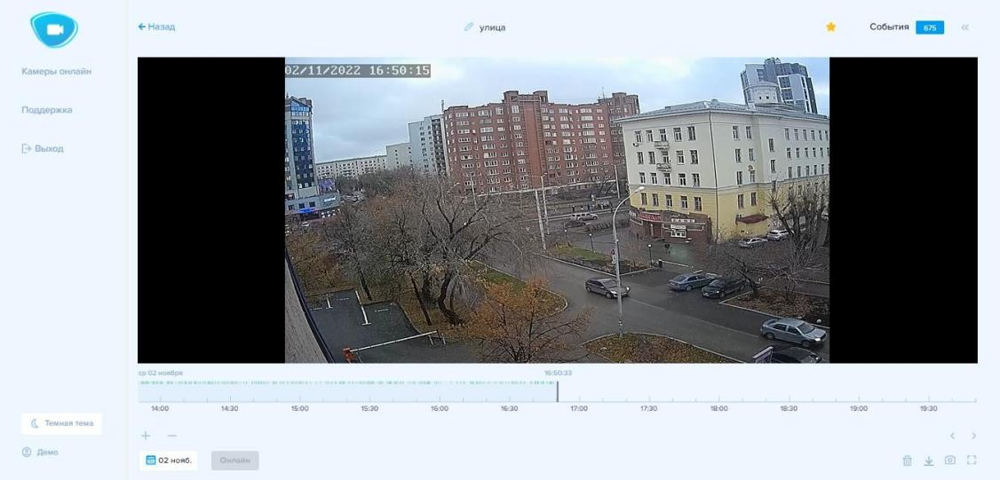 ← Назад
улица
События 675
Камеры онлайн
Поддержка
Выход
02/11/2022 16:50:15
КАФЕ
ср 02 ноября
16:50:33
14:00 14:30 15:00 15:30 16:00 16:30 17:00 17:30 18:00 18:30 19:00 19:30
Темная тема
Демо
02 нояб.
Онлайн